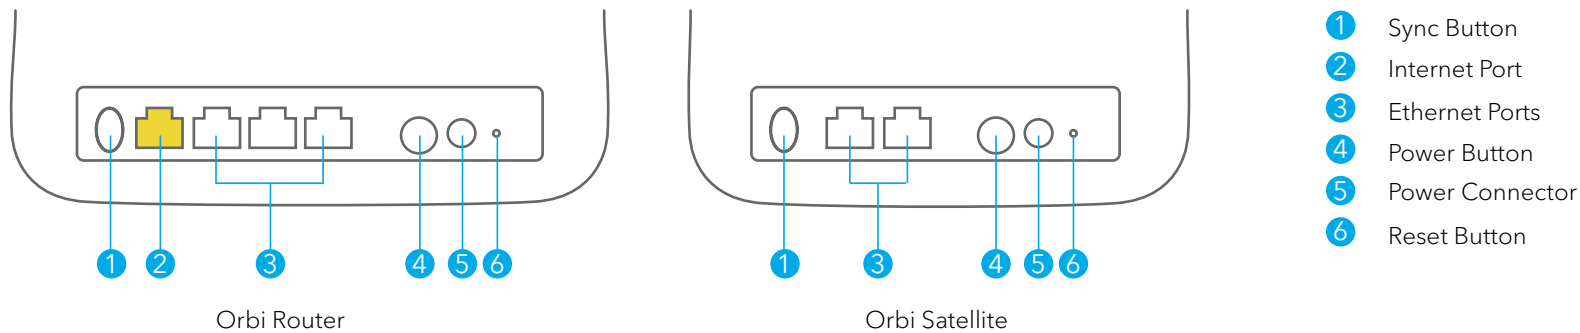 1 2 3 4 5 6
Orbi Router
1 3 4 5 6
Orbi Satellite
1 Sync Button
2 Internet Port
3 Ethernet Ports
4 Power Button
5 Power Connector
6 Reset Button